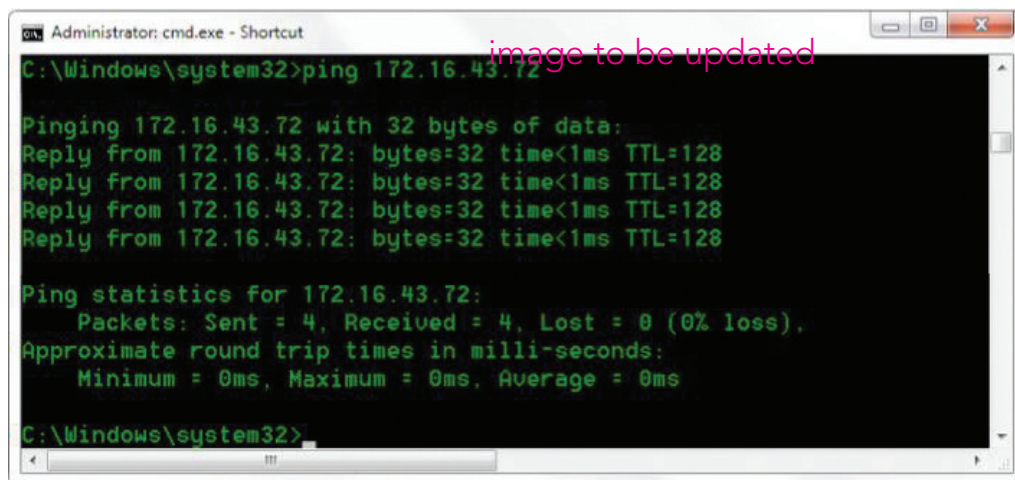 Administrator: cmd.exe - Shortcut
image to be updated
C:\Windows\system32>ping 172.16.43.72
Pinging 172.16.43.72 with 32 bytes of data:
Reply from 172.16.43.72: bytes=32 time<1ms TTL=128
Reply from 172.16.43.72: bytes=32 time<1ms TTL=128
Reply from 172.16.43.72: bytes=32 time<1ms TTL=128
Reply from 172.16.43.72: bytes=32 time<1ms TTL=128
Ping statistics for 172.16.43.72:
Packets: Sent = 4, Received = 4, Lost = 0 (0% loss),
Approximate round trip times in milli-seconds:
Minimum = 0ms, Maximum = 0ms, Average = 0ms
C:\Windows\system32>_